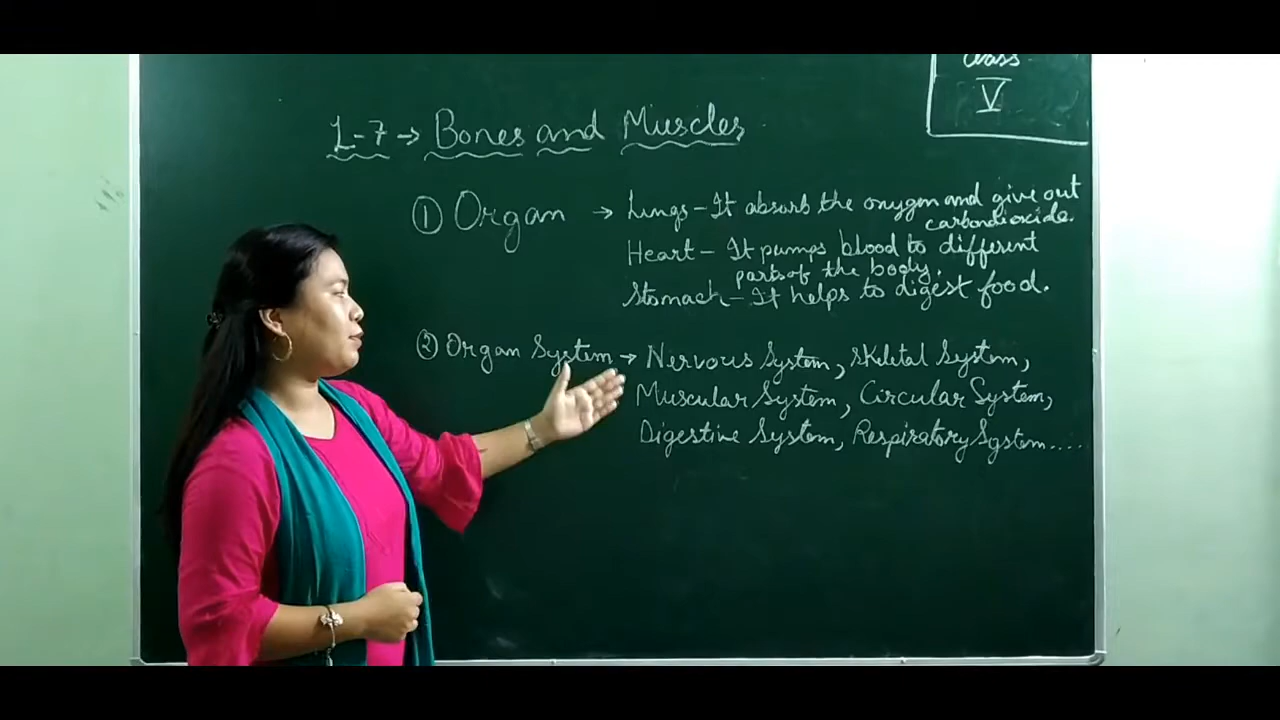 Class
V
L-7 → Bones and Muscles
① Organ → Lungs - It absorb the oxygen and give out
carbondioxide.
Heart - It pumps blood to different
parts of the body.
Stomach - It helps to digest food.
② Organ System → Nervous System, Skeletal System,
Muscular System, Circular System,
Digestive System, Respiratory System....